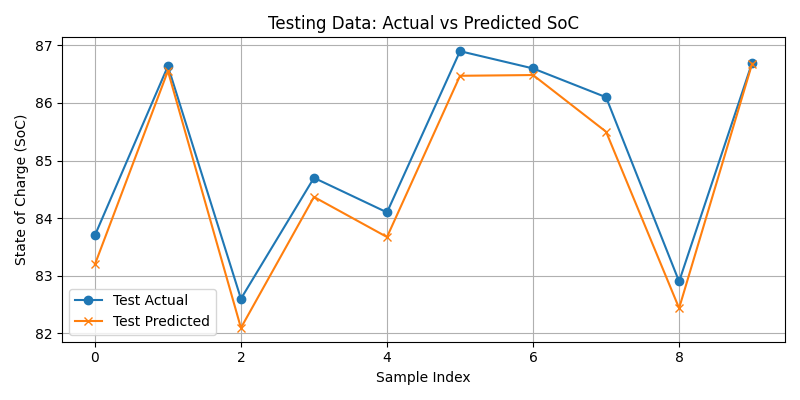 Testing Data: Actual vs Predicted SoC
87
86
85
84
83
82
State of Charge (SoC)
Test Actual
Test Predicted
0 2 4 6 8
Sample Index